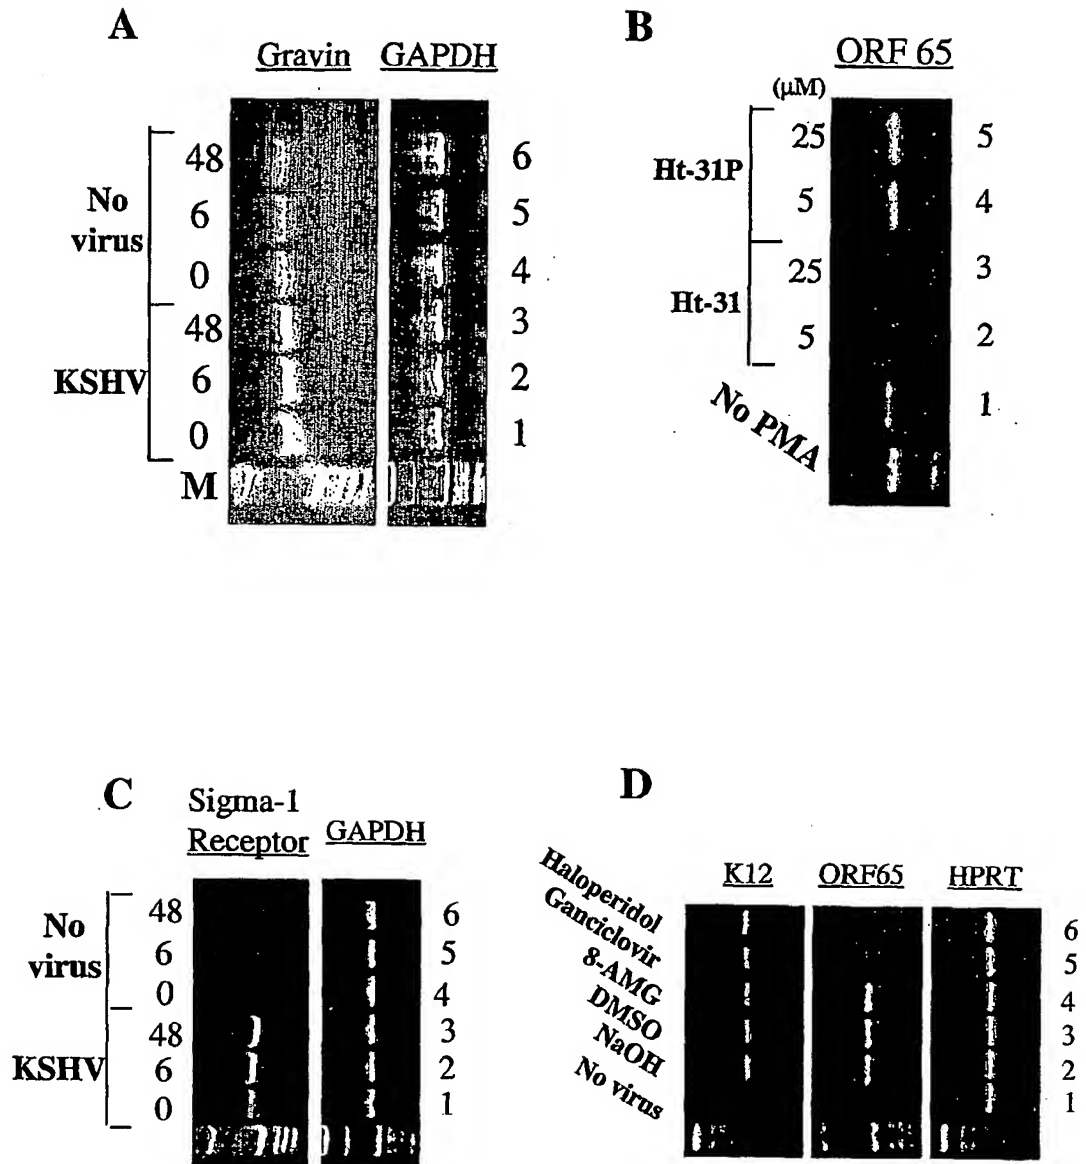 A
Gravin GAPDH
No virus
48 6
6 5
0 4
KSHV
48 3
6 2
0 1
M
B
ORF 65
(μM)
Ht-31P
25 5
5 4
Ht-31
25 3
5 2
No PMA 1
C
Sigma-1
Receptor GAPDH
No virus
48 6
6 5
0 4
KSHV
48 3
6 2
0 1
D
K12 ORF65 HPRT
Haloperidol 6
Ganciclovir 5
8-AMG 4
DMSO 3
NaOH 2
No virus 1